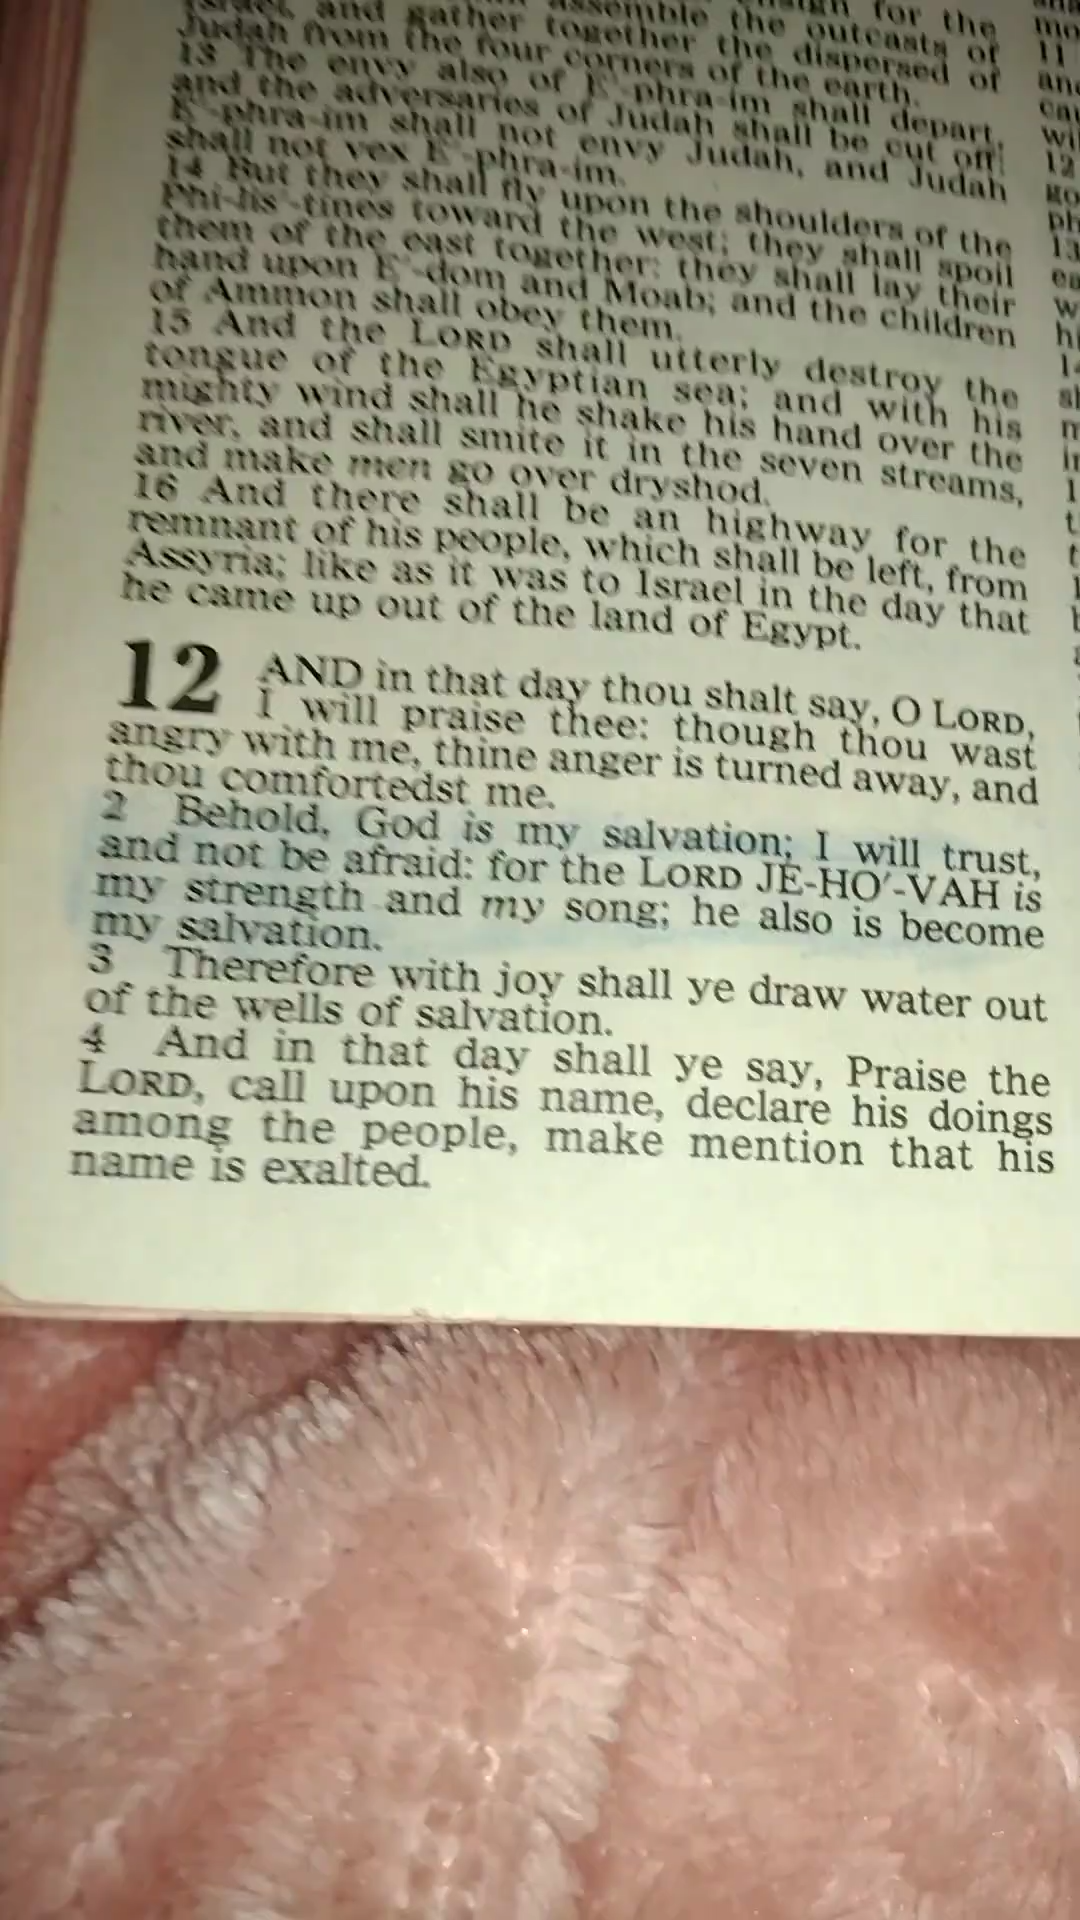 assemble the outcasts of
Israel, and gather together the dispersed of
Judah from the four corners of the earth.
13 The envy also of E'-phra-im shall depart,
and the adversaries of Judah shall be cut off:
E'-phra-im shall not envy Judah, and Judah
shall not vex E'-phra-im.
14 But they shall fly upon the shoulders of the
Phi-lis'-tines toward the west; they shall spoil
them of the east together: they shall lay their
hand upon E'-dom and Moab; and the children
of Ammon shall obey them.
15 And the LORD shall utterly destroy the
tongue of the Egyptian sea; and with his
mighty wind shall he shake his hand over the
river, and shall smite it in the seven streams,
and make men go over dryshod.
16 And there shall be an highway for the
remnant of his people, which shall be left, from
Assyria; like as it was to Israel in the day that
he came up out of the land of Egypt.
12 AND in that day thou shalt say, O LORD,
I will praise thee: though thou wast
angry with me, thine anger is turned away, and
thou comfortedst me.
2 Behold, God is my salvation; I will trust,
and not be afraid: for the LORD JE-HO'-VAH is
my strength and my song; he also is become
my salvation.
3 Therefore with joy shall ye draw water out
of the wells of salvation.
4 And in that day shall ye say, Praise the
LORD, call upon his name, declare his doings
among the people, make mention that his
name is exalted.